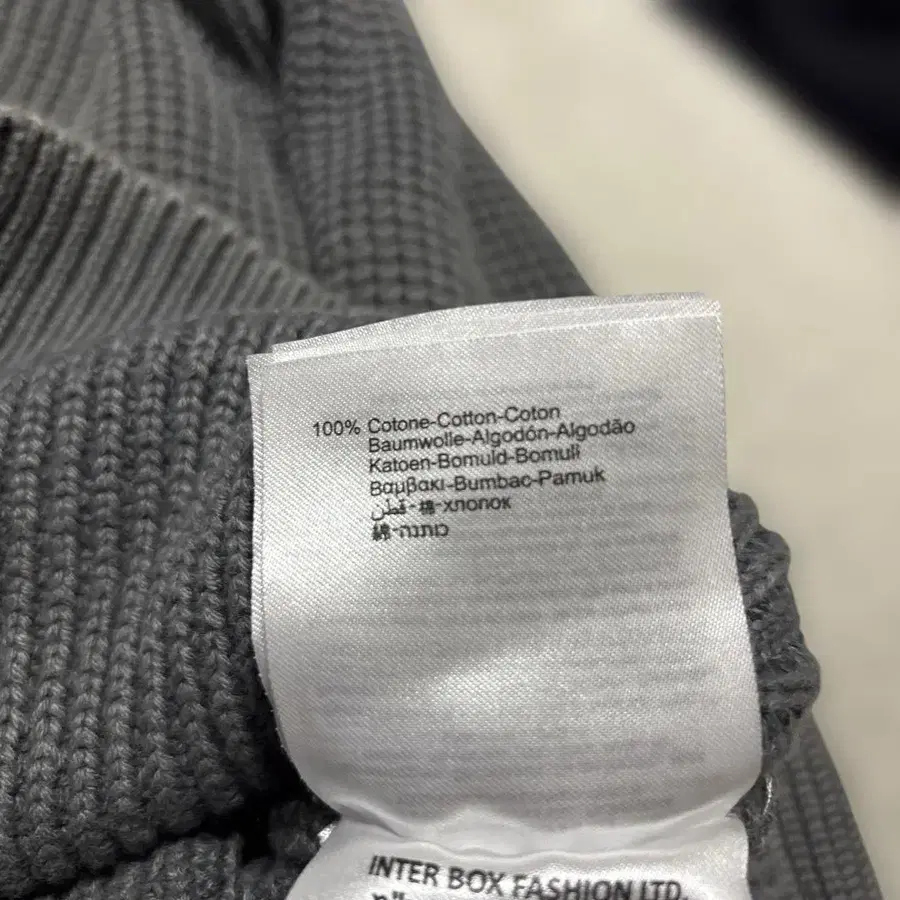 100% Cotone-Cotton-Coton
Baumwolle-Algodón-Algodão
Katoen-Bomuld-Bomull
Βαμβακι-Bumbac-Pamuk
قطن-棉-хлопок
綿-כותנה
INTER BOX FASHION LTD.